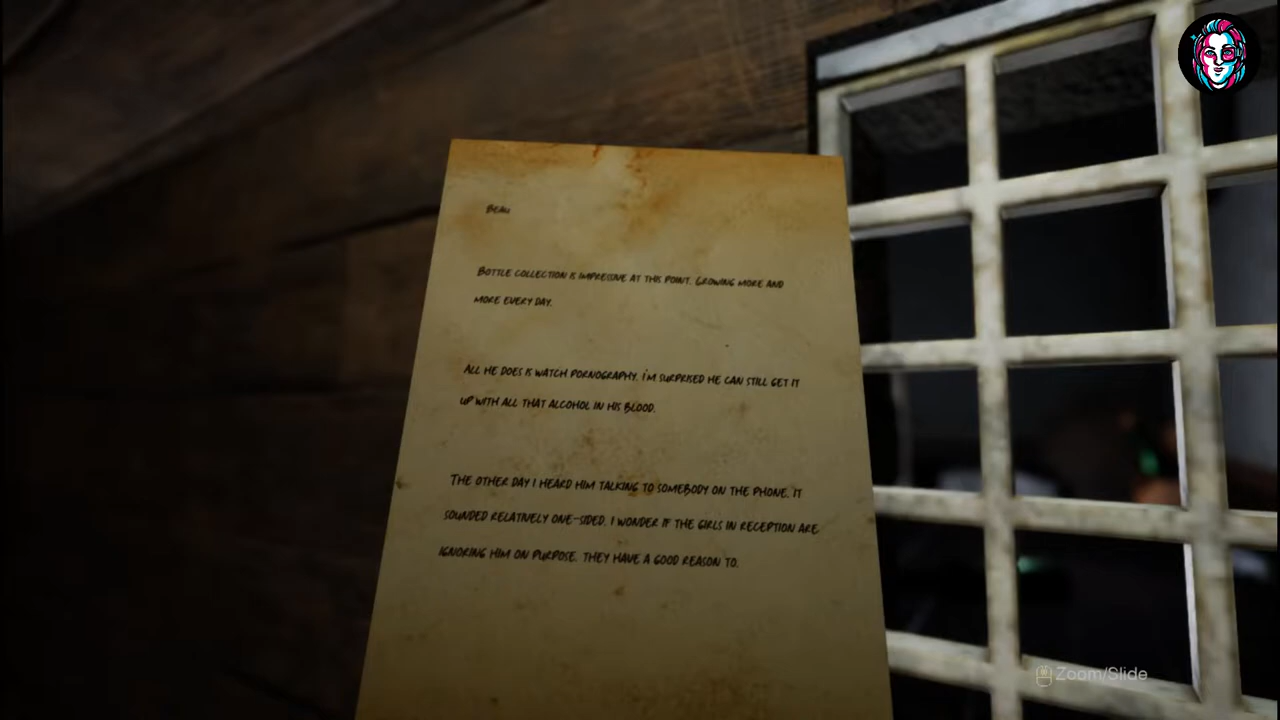 BEAU
BOTTLE COLLECTION IS IMPRESSIVE AT THIS POINT. GROWING MORE AND
MORE EVERY DAY.
ALL HE DOES IS WATCH PORNOGRAPHY. I'M SURPRISED HE CAN STILL GET IT
UP WITH ALL THAT ALCOHOL IN HIS BLOOD.
THE OTHER DAY I HEARD HIM TALKING TO SOMEBODY ON THE PHONE. IT
SOUNDED RELATIVELY ONE-SIDED. I WONDER IF THE GIRLS IN RECEPTION ARE
IGNORING HIM ON PURPOSE. THEY HAVE A GOOD REASON TO.
Zoom/Slide